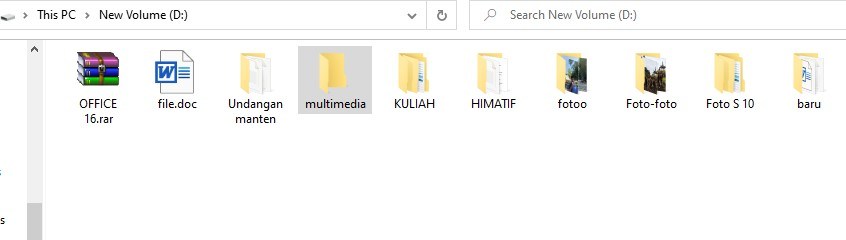 This PC > New Volume (D:)
Search New Volume (D:)
OFFICE 16.rar
file.doc
Undangan manten
multimedia
KULIAH
HIMATIF
fotoo
Foto-foto
Foto S 10
baru
s